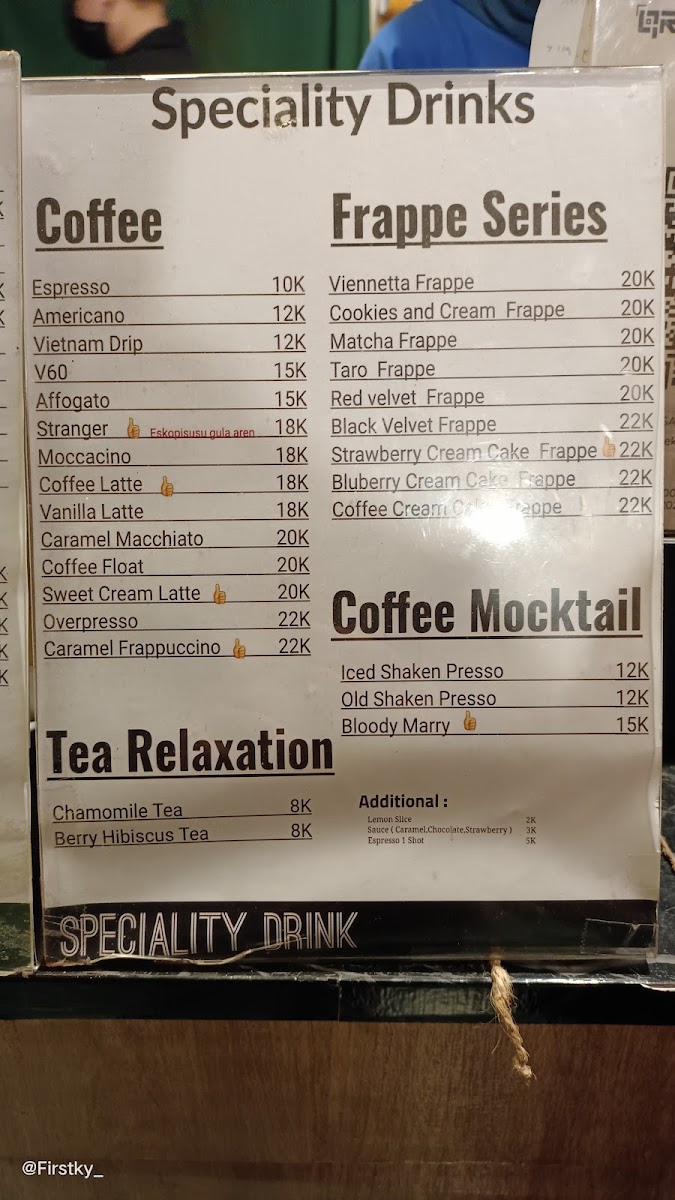 Speciality Drinks
Coffee
Espresso 10K
Americano 12K
Vietnam Drip 12K
V60 15K
Affogato 15K
Stranger 👍 Eskopisusu gula aren 18K
Moccacino 18K
Coffee Latte 👍 18K
Vanilla Latte 18K
Caramel Macchiato 20K
Coffee Float 20K
Sweet Cream Latte 👍 20K
Overpresso 22K
Caramel Frappuccino 👍 22K
Tea Relaxation
Chamomile Tea 8K
Berry Hibiscus Tea 8K
Frappe Series
Viennetta Frappe 20K
Cookies and Cream Frappe 20K
Matcha Frappe 20K
Taro Frappe 20K
Red velvet Frappe 20K
Black Velvet Frappe 22K
Strawberry Cream Cake Frappe 👍 22K
Bluberry Cream Cake Frappe 22K
Coffee Cream Cake Frappe 22K
Coffee Mocktail
Iced Shaken Presso 12K
Old Shaken Presso 12K
Bloody Marry 👍 15K
Additional :
Lemon Slice 2K
Sauce ( Caramel,Chocolate,Strawberry ) 3K
Espresso 1 Shot 5K
SPECIALITY DRINK
@Firstky_